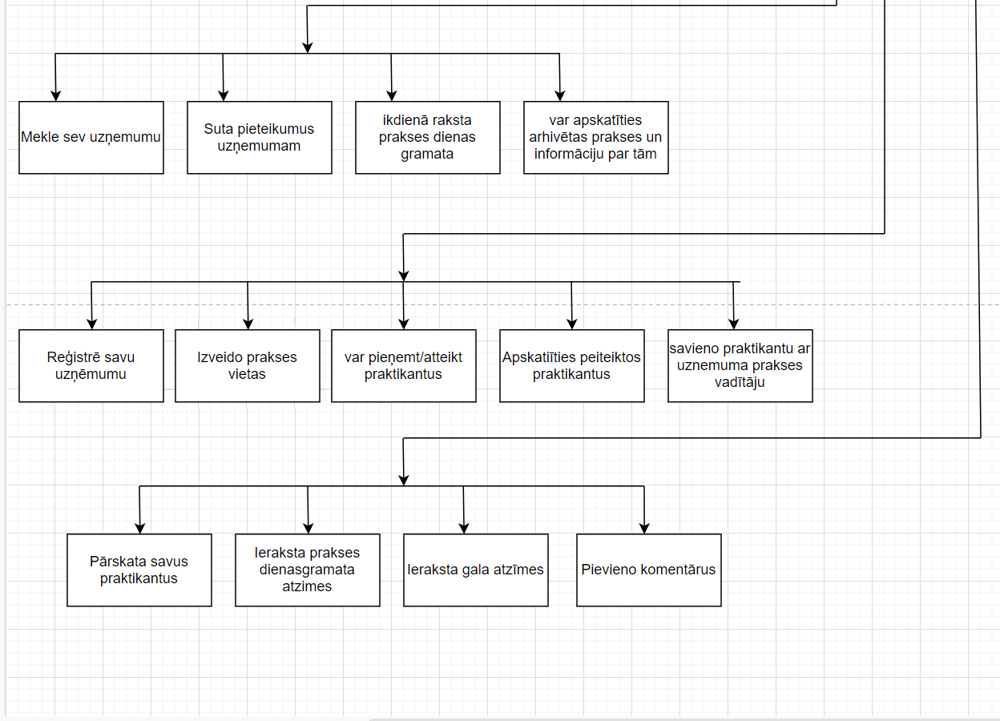 Mekle sev uzņemumu
Suta pieteikumus
uzņemumam
ikdienā raksta
prakses dienas
gramata
var apskatīties
arhivētas prakses un
informāciju par tām
Reģistrē savu
uzņēmumu
Izveido prakses
vietas
var pieņemt/atteikt
praktikantus
Apskatiīties peiteiktos
praktikantus
savieno praktikantu ar
uznemuma prakses
vadītāju
Pārskata savus
praktikantus
Ieraksta prakses
dienasgramata
atzimes
Ieraksta gala atzīmes
Pievieno komentārus